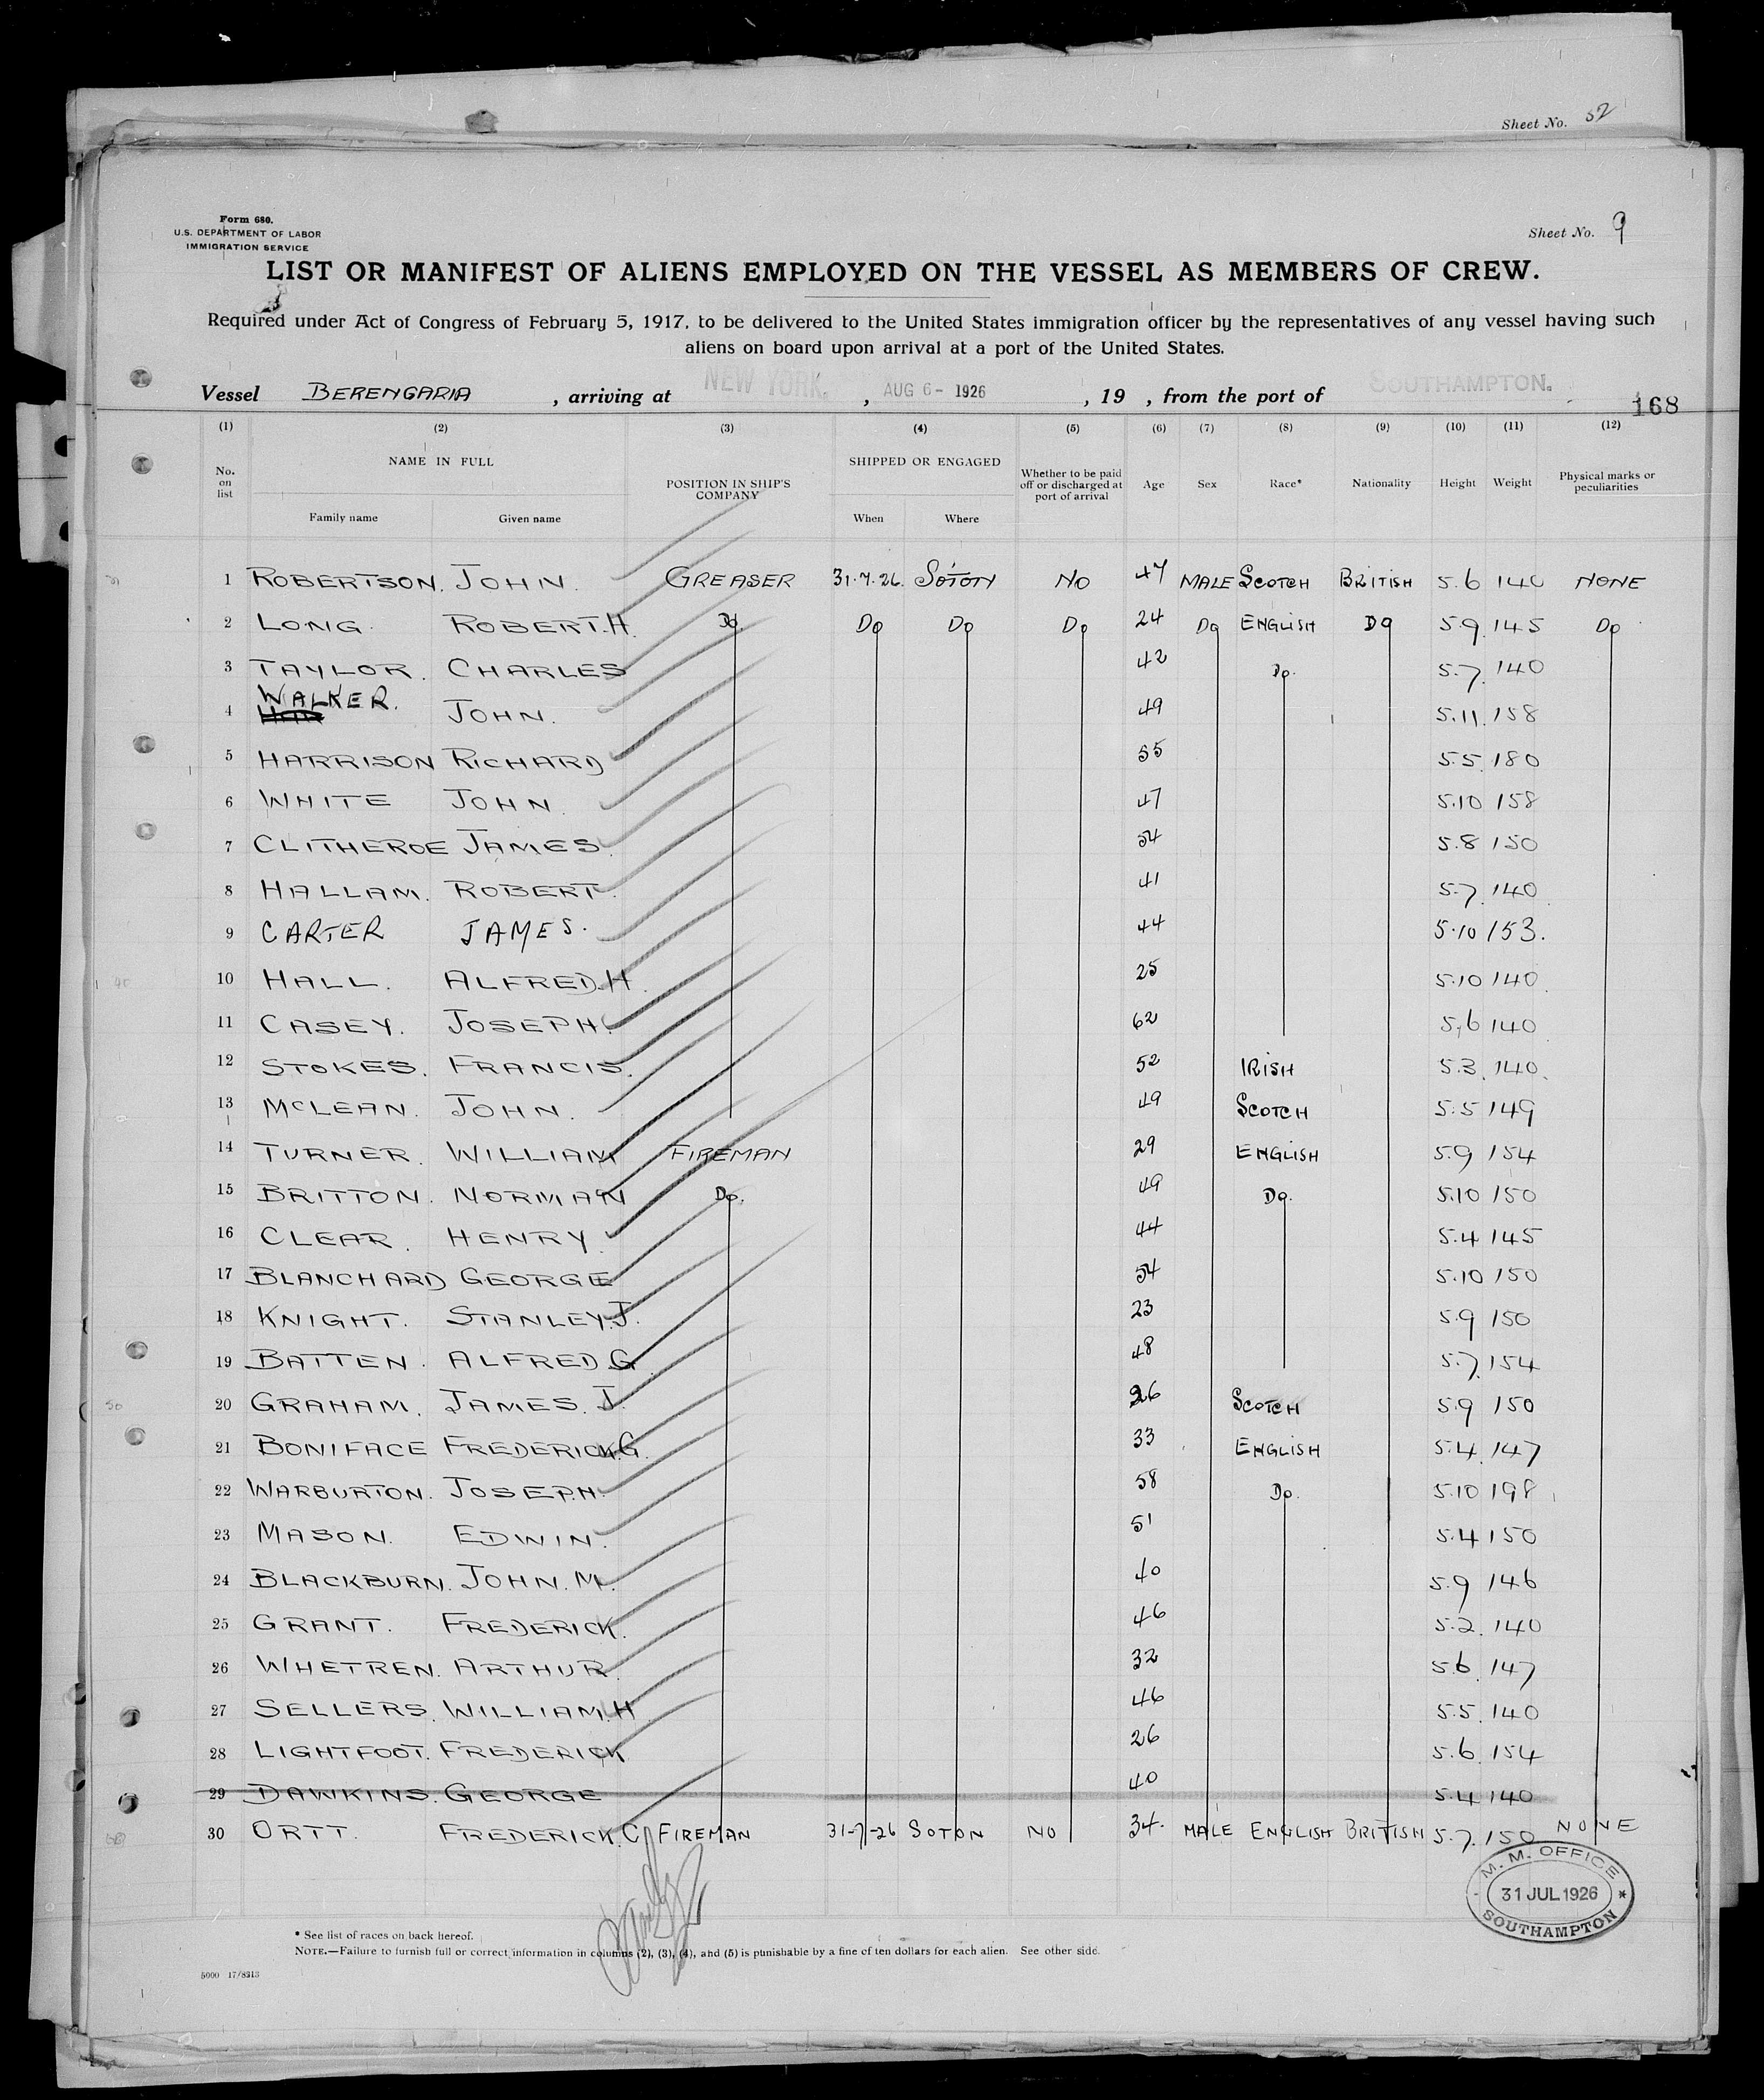 Sheet No. 52
Form 680.
U.S. DEPARTMENT OF LABOR
IMMIGRATION SERVICE
Sheet No. 9
LIST OR MANIFEST OF ALIENS EMPLOYED ON THE VESSEL AS MEMBERS OF CREW.
Required under Act of Congress of February 5, 1917, to be delivered to the United States immigration officer by the representatives of any vessel having such
aliens on board upon arrival at a port of the United States.
Vessel BERENGARIA, arriving at NEW YORK., AUG 6- 1926, 19 , from the port of SOUTHAMPTON.
168
(1) (2) (3) (4) (5) (6) (7) (8) (9) (10) (11) (12)
No. on list NAME IN FULL Family name Given name POSITION IN SHIP'S COMPANY SHIPPED OR ENGAGED When Where Whether to be paid off or discharged at port of arrival Age Sex Race* Nationality Height Weight Physical marks or peculiarities
1 ROBERTSON. JOHN. GREASER 31.7.26. SOTON NO 47 MALE SCOTCH BRITISH 5.6 140 NONE
2 LONG. ROBERT.H. Do. Do Do Do 24 Do ENGLISH Do 5.9. 145 Do
3 TAYLOR. CHARLES 42 Do. 5.7. 140
4 WALKER. JOHN. 49 5.11. 158
5 HARRISON RICHARD 55 5.5. 180
6 WHITE JOHN. 47 5.10 158
7 CLITHEROE JAMES. 54 5.8 150
8 HALLAM. ROBERT. 41 5.7. 140.
9 CARTER JAMES. 44 5.10 153.
10 HALL. ALFRED.H. 25 5.10 140.
11 CASEY. JOSEPH. 62 5.6 140
12 STOKES. FRANCIS. 52 IRISH 5.3. 140.
13 McLEAN. JOHN. 49 SCOTCH 5.5 149
14 TURNER. WILLIAM FIREMAN 29 ENGLISH 5.9 154
15 BRITTON. NORMAN Do. 49 Do. 5.10 150
16 CLEAR. HENRY. 44 5.4 145
17 BLANCHARD GEORGE 54 5.10 150
18 KNIGHT. STANLEY.J. 23 5.9 150
19 BATTEN. ALFRED.G. 48 5.7. 154
20 GRAHAM. JAMES. J. 26 SCOTCH 5.9 150
21 BONIFACE FREDERICK.G. 33 ENGLISH 5.4. 147
22 WARBURTON. JOSEPH. 58 Do. 5.10 198
23 MASON. EDWIN. 51 5.4 150
24 BLACKBURN. JOHN. M. 40 5.9 146
25 GRANT. FREDERICK. 46 5.2. 140
26 WHETREN. ARTHUR. 32 5.6. 147
27 SELLERS. WILLIAM.H 46 5.5. 140
28 LIGHTFOOT. FREDERICK 26 5.6. 154
29 DAWKINS. GEORGE 40 5.4 140
30 ORTT. FREDERICK.C FIREMAN 31-7-26 SOTON NO 34. MALE ENGLISH BRITISH 5.7. 150 NONE
M. M. OFFICE
31 JUL 1926
SOUTHAMPTON
* See list of races on back hereof.
NOTE.—Failure to furnish full or correct information in columns (2), (3), (4), and (5) is punishable by a fine of ten dollars for each alien. See other side.
5000 17/8213